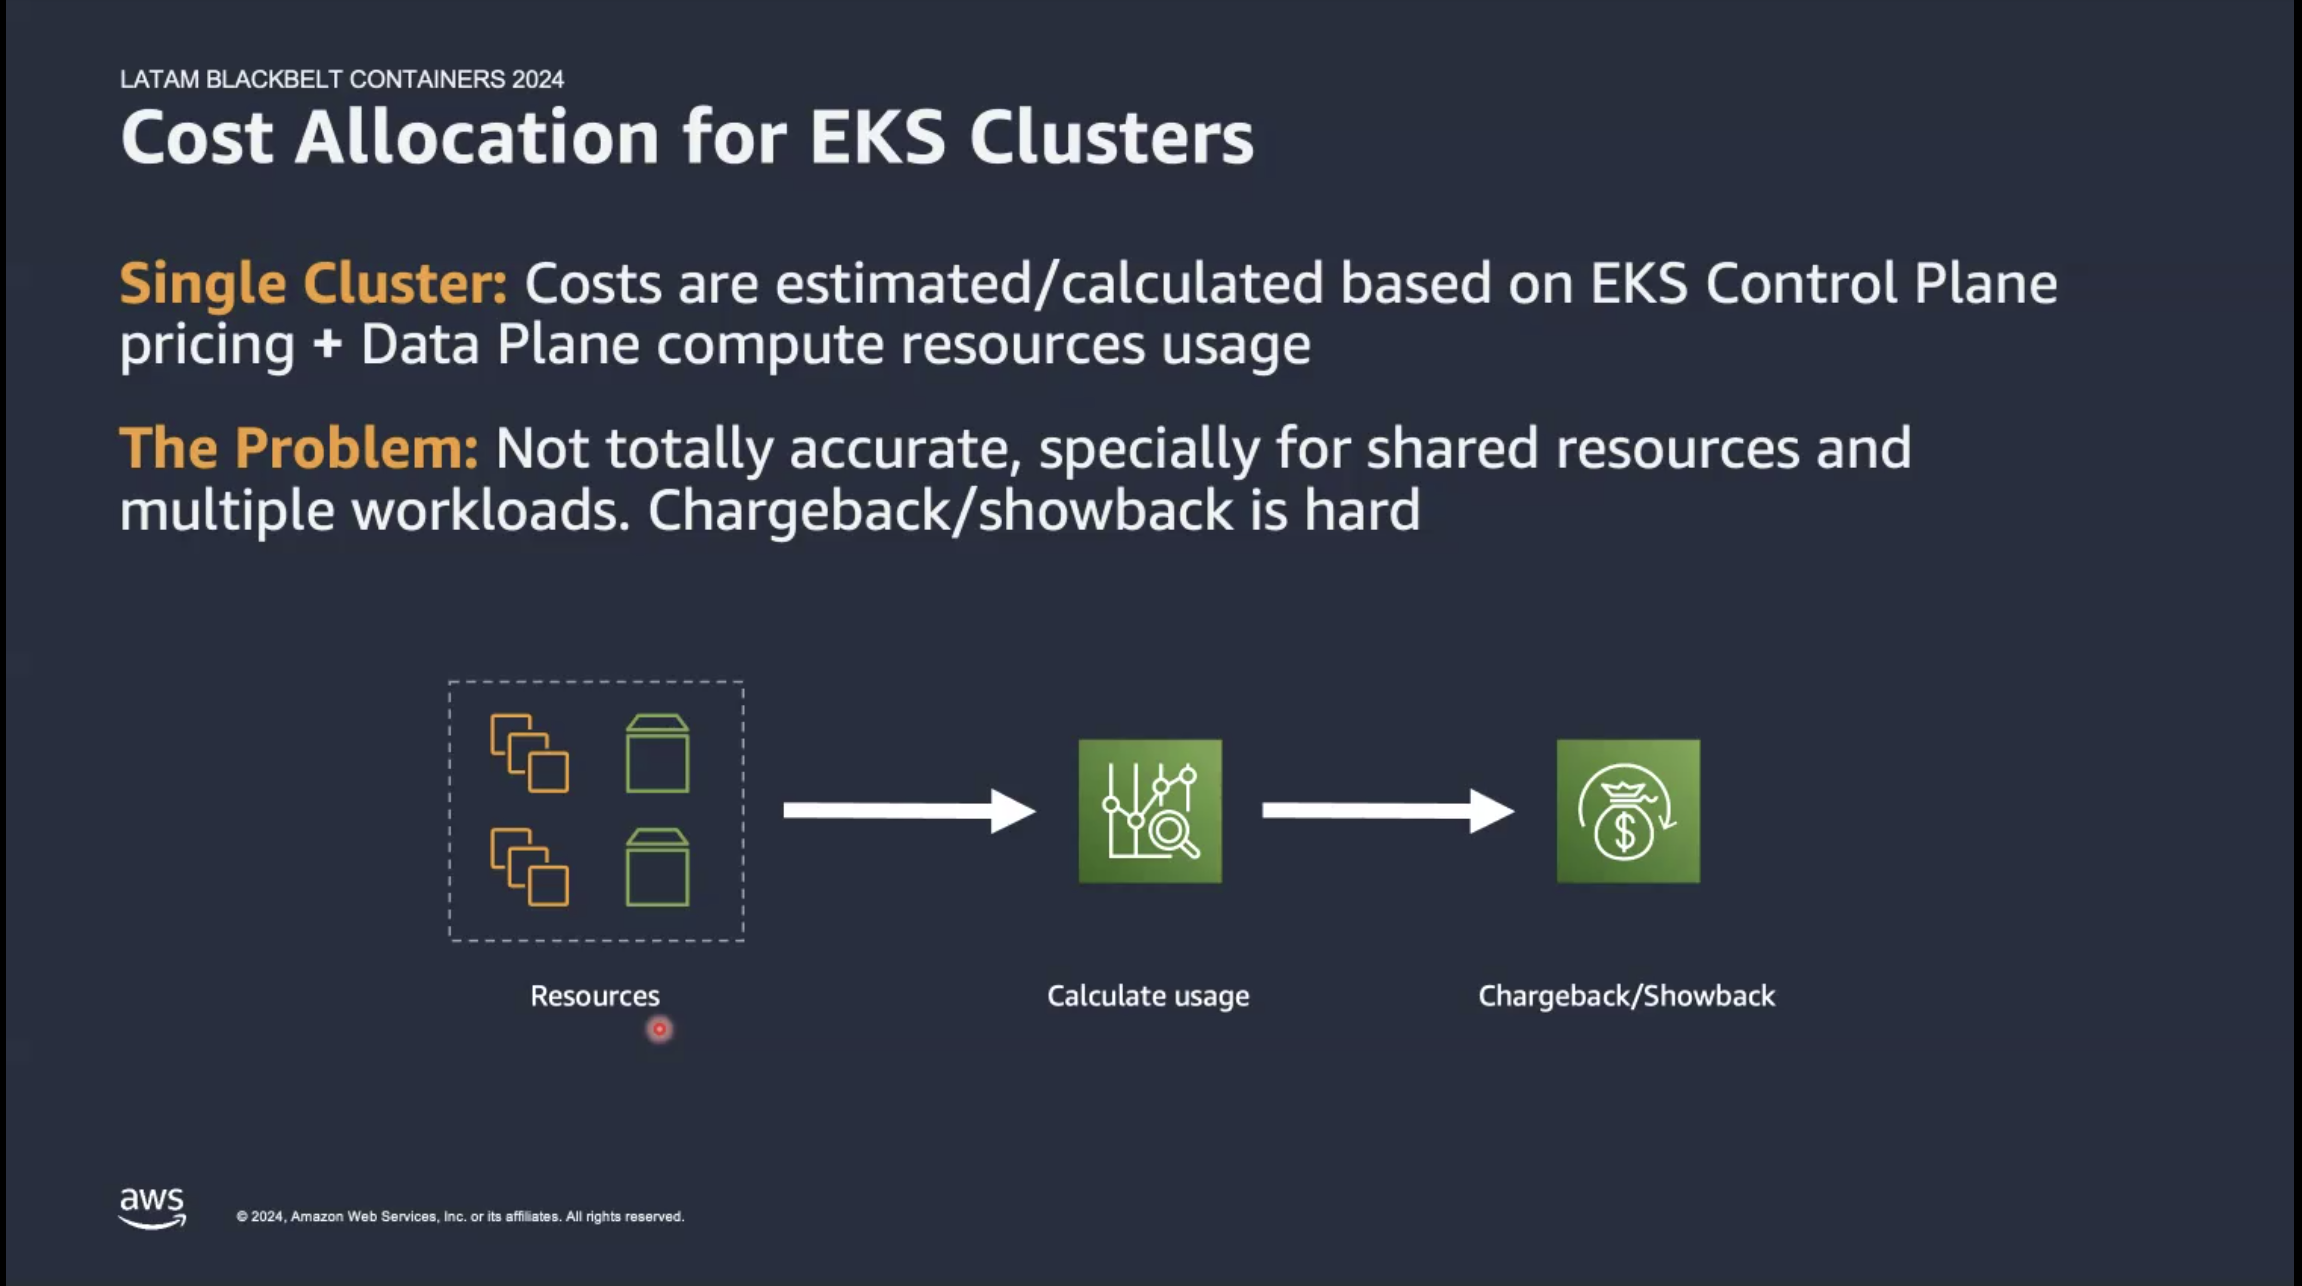 LATAM BLACKBELT CONTAINERS 2024
Cost Allocation for EKS Clusters
Single Cluster: Costs are estimated/calculated based on EKS Control Plane
pricing + Data Plane compute resources usage
The Problem: Not totally accurate, specially for shared resources and
multiple workloads. Chargeback/showback is hard
$
Resources
Calculate usage
Chargeback/Showback
aws
© 2024, Amazon Web Services, Inc. or its affiliates. All rights reserved.